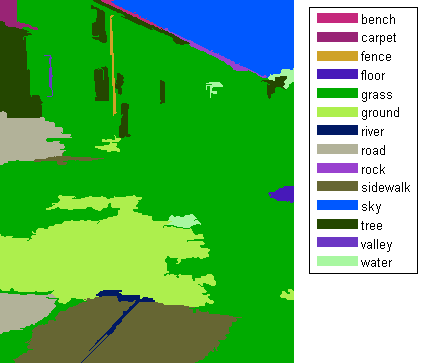 bench
carpet
fence
floor
grass
ground
river
road
rock
sidewalk
sky
tree
valley
water